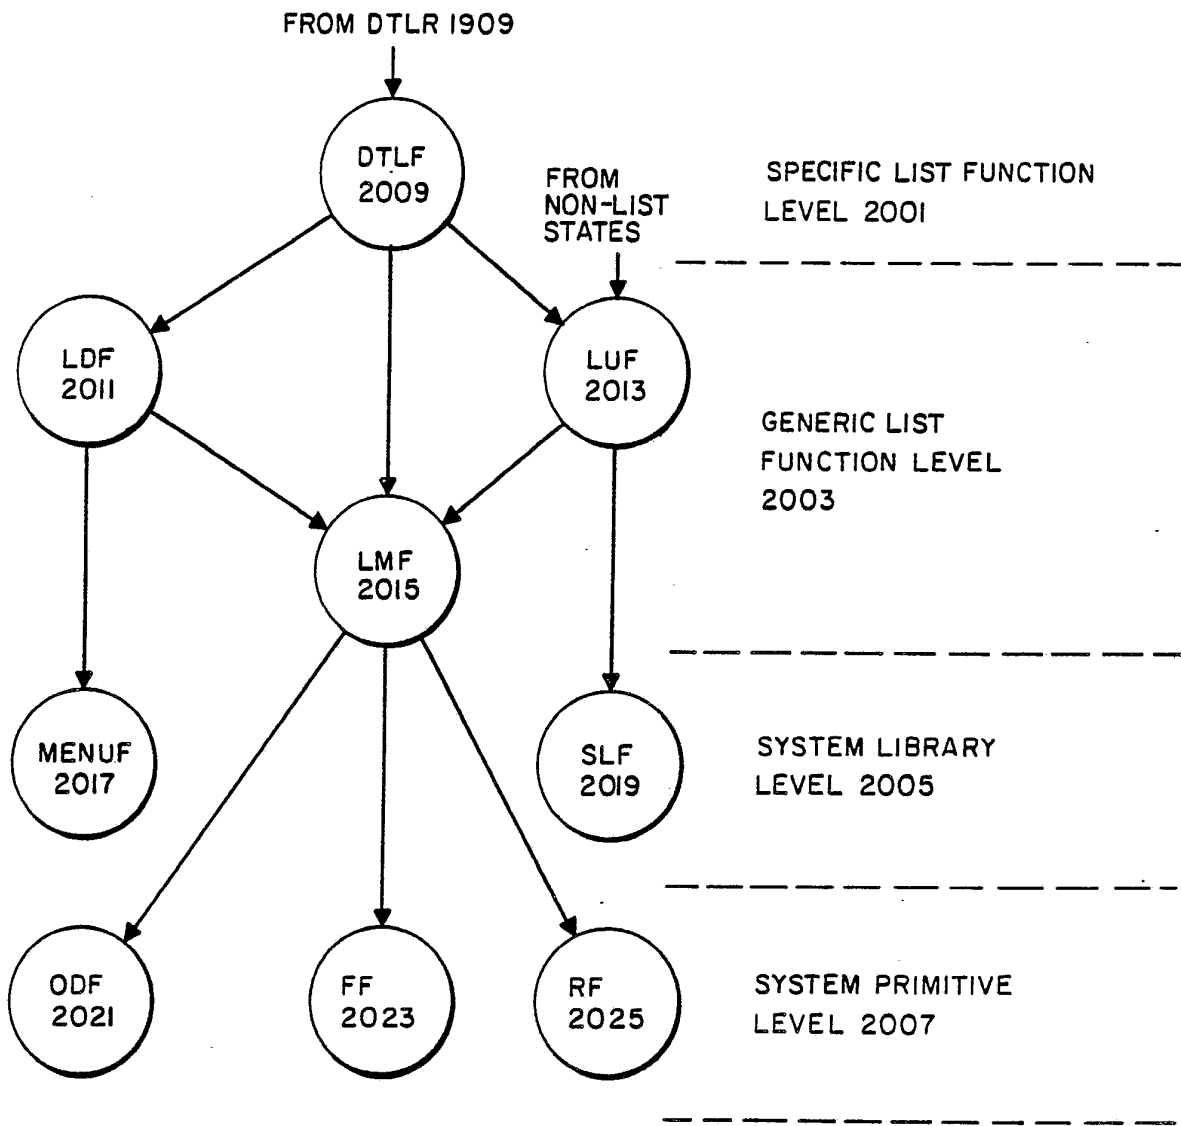 FROM DTLR 1909
DTLF
2009
FROM
NON-LIST
STATES
SPECIFIC LIST FUNCTION
LEVEL 2001
LDF
2011
LUF
2013
GENERIC LIST
FUNCTION LEVEL
2003
LMF
2015
MENUF
2017
SLF
2019
SYSTEM LIBRARY
LEVEL 2005
ODF
2021
FF
2023
RF
2025
SYSTEM PRIMITIVE
LEVEL 2007